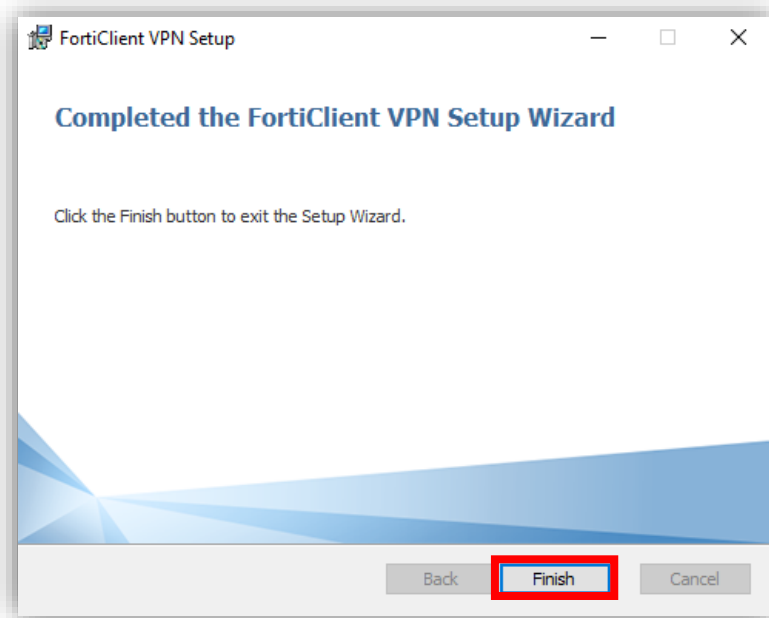 FortiClient VPN Setup
Completed the FortiClient VPN Setup Wizard
Click the Finish button to exit the Setup Wizard.
Back Finish Cancel